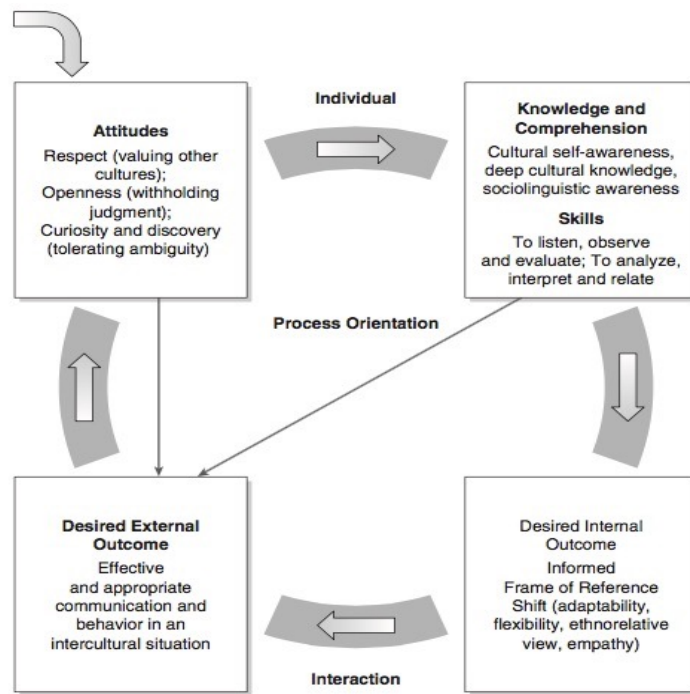 Individual
Attitudes
Respect (valuing other
cultures);
Openness (withholding
judgment);
Curiosity and discovery
(tolerating ambiguity)
Knowledge and
Comprehension
Cultural self-awareness,
deep cultural knowledge,
sociolinguistic awareness
Skills
To listen, observe
and evaluate; To analyze,
interpret and relate
Process Orientation
Desired External
Outcome
Effective
and appropriate
communication and
behavior in an
intercultural situation
Desired Internal
Outcome
Informed
Frame of Reference
Shift (adaptability,
flexibility, ethnorelative
view, empathy)
Interaction